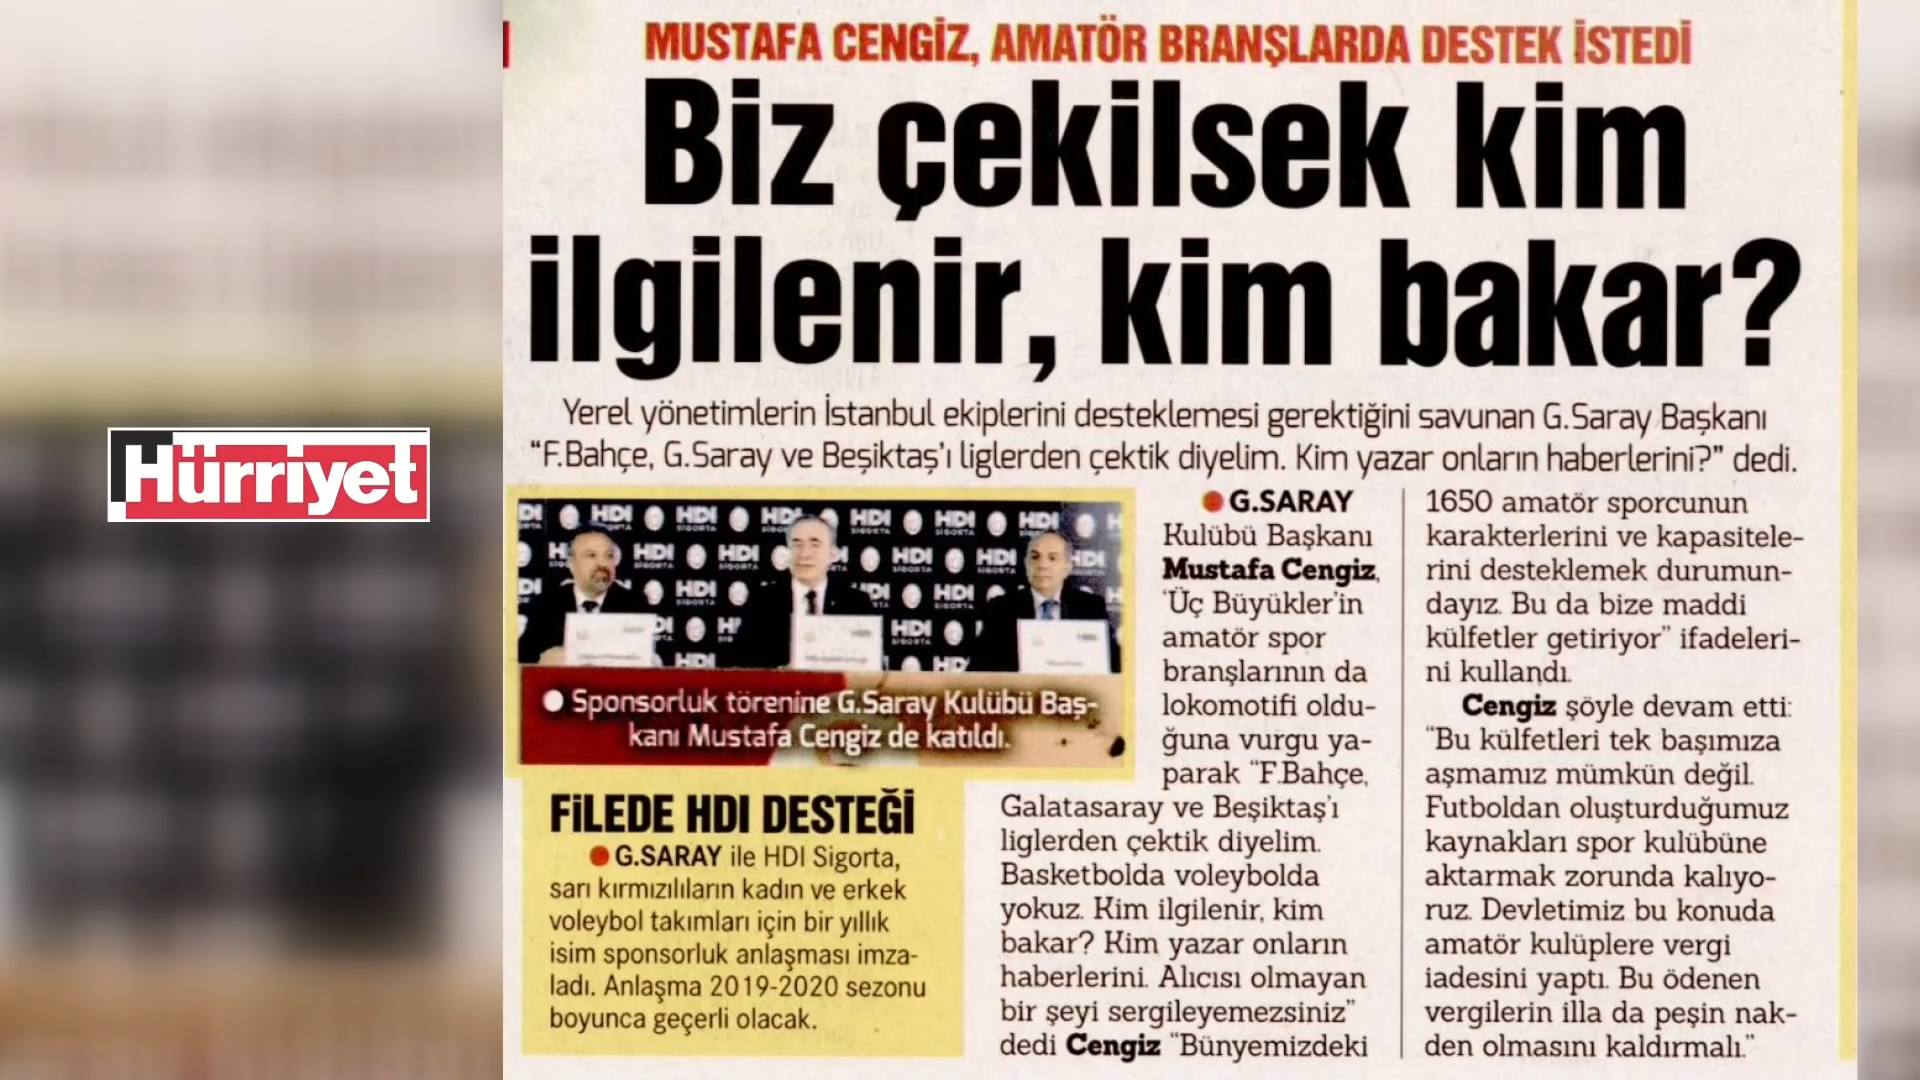 Hürriyet
MUSTAFA CENGİZ, AMATÖR BRANŞLARDA DESTEK İSTEDİ
Biz çekilsek kim
ilgilenir, kim bakar?
Yerel yönetimlerin İstanbul ekiplerini desteklemesi gerektiğini savunan G.Saray Başkanı
“F.Bahçe, G.Saray ve Beşiktaş’ı liglerden çektik diyelim. Kim yazar onların haberlerini?” dedi.
HDI SİGORTA
● Sponsorluk törenine G.Saray Kulübü Baş-
kanı Mustafa Cengiz de katıldı.
FİLEDE HDI DESTEĞİ
● G.SARAY ile HDI Sigorta,
sarı kırmızılıların kadın ve erkek
voleybol takımları için bir yıllık
isim sponsorluk anlaşması imza-
ladı. Anlaşma 2019-2020 sezonu
boyunca geçerli olacak.
● G.SARAY
Kulübü Başkanı
Mustafa Cengiz,
‘Üç Büyükler’in
amatör spor
branşlarının da
lokomotifi oldu-
ğuna vurgu ya-
parak “F.Bahçe,
Galatasaray ve Beşiktaş’ı
liglerden çektik diyelim.
Basketbolda voleybolda
yokuz. Kim ilgilenir, kim
bakar? Kim yazar onların
haberlerini. Alıcısı olmayan
bir şeyi sergileyemezsiniz”
dedi Cengiz “Bünyemizdeki
1650 amatör sporcunun
karakterlerini ve kapasitele-
rini desteklemek durumun-
dayız. Bu da bize maddi
külfetler getiriyor” ifadeleri-
ni kullandı.
Cengiz şöyle devam etti:
“Bu külfetleri tek başımıza
aşmamız mümkün değil.
Futboldan oluşturduğumuz
kaynakları spor kulübüne
aktarmak zorunda kalıyo-
ruz. Devletimiz bu konuda
amatör kulüplere vergi
iadesini yaptı. Bu ödenen
vergilerin illa da peşin nak-
den olmasını kaldırmalı.”